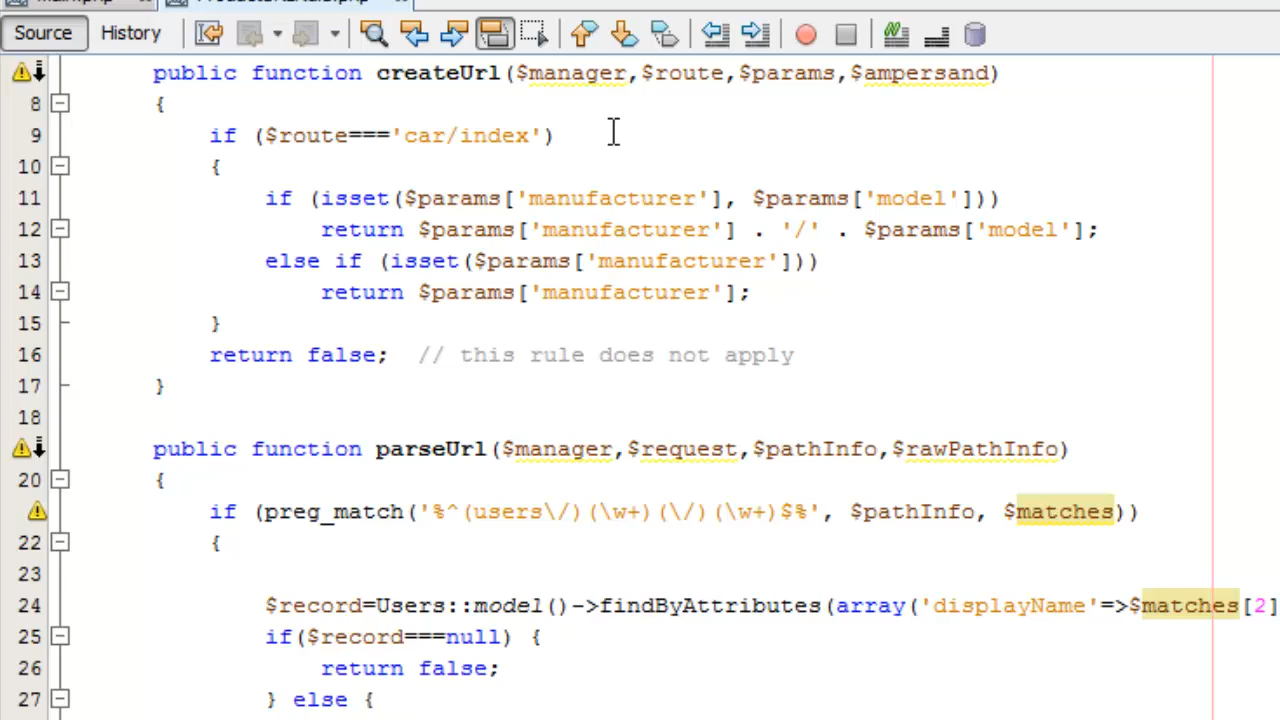 Source History
public function createUrl($manager,$route,$params,$ampersand)
8 {
9 if ($route==='car/index')
10 {
11 if (isset($params['manufacturer'], $params['model']))
12 return $params['manufacturer'] . '/' . $params['model'];
13 else if (isset($params['manufacturer']))
14 return $params['manufacturer'];
15 }
16 return false; // this rule does not apply
17 }
18
public function parseUrl($manager,$request,$pathInfo,$rawPathInfo)
20 {
if (preg_match('%^(users\/)(\w+)(\/)(\w+)$%', $pathInfo, $matches))
22 {
23
24 $record=Users::model()->findByAttributes(array('displayName'=>$matches[2]
25 if($record===null) {
26 return false;
27 } else {